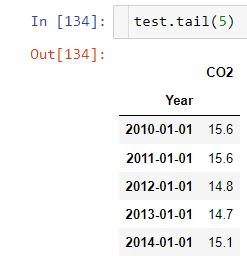 In [134]: test.tail(5)
Out[134]:
CO2
Year
2010-01-01 15.6
2011-01-01 15.6
2012-01-01 14.8
2013-01-01 14.7
2014-01-01 15.1